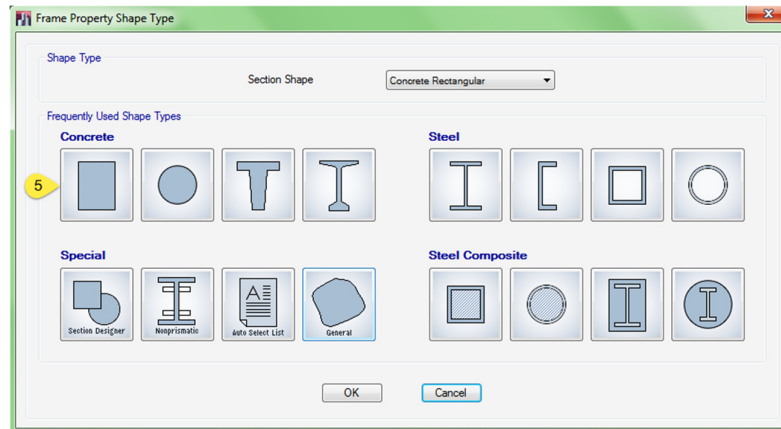 Frame Property Shape Type
Shape Type
Section Shape
Concrete Rectangular
Frequently Used Shape Types
Concrete
Steel
5
Special
Steel Composite
Section Designer
Nonprismatic
Auto Select List
General
OK
Cancel